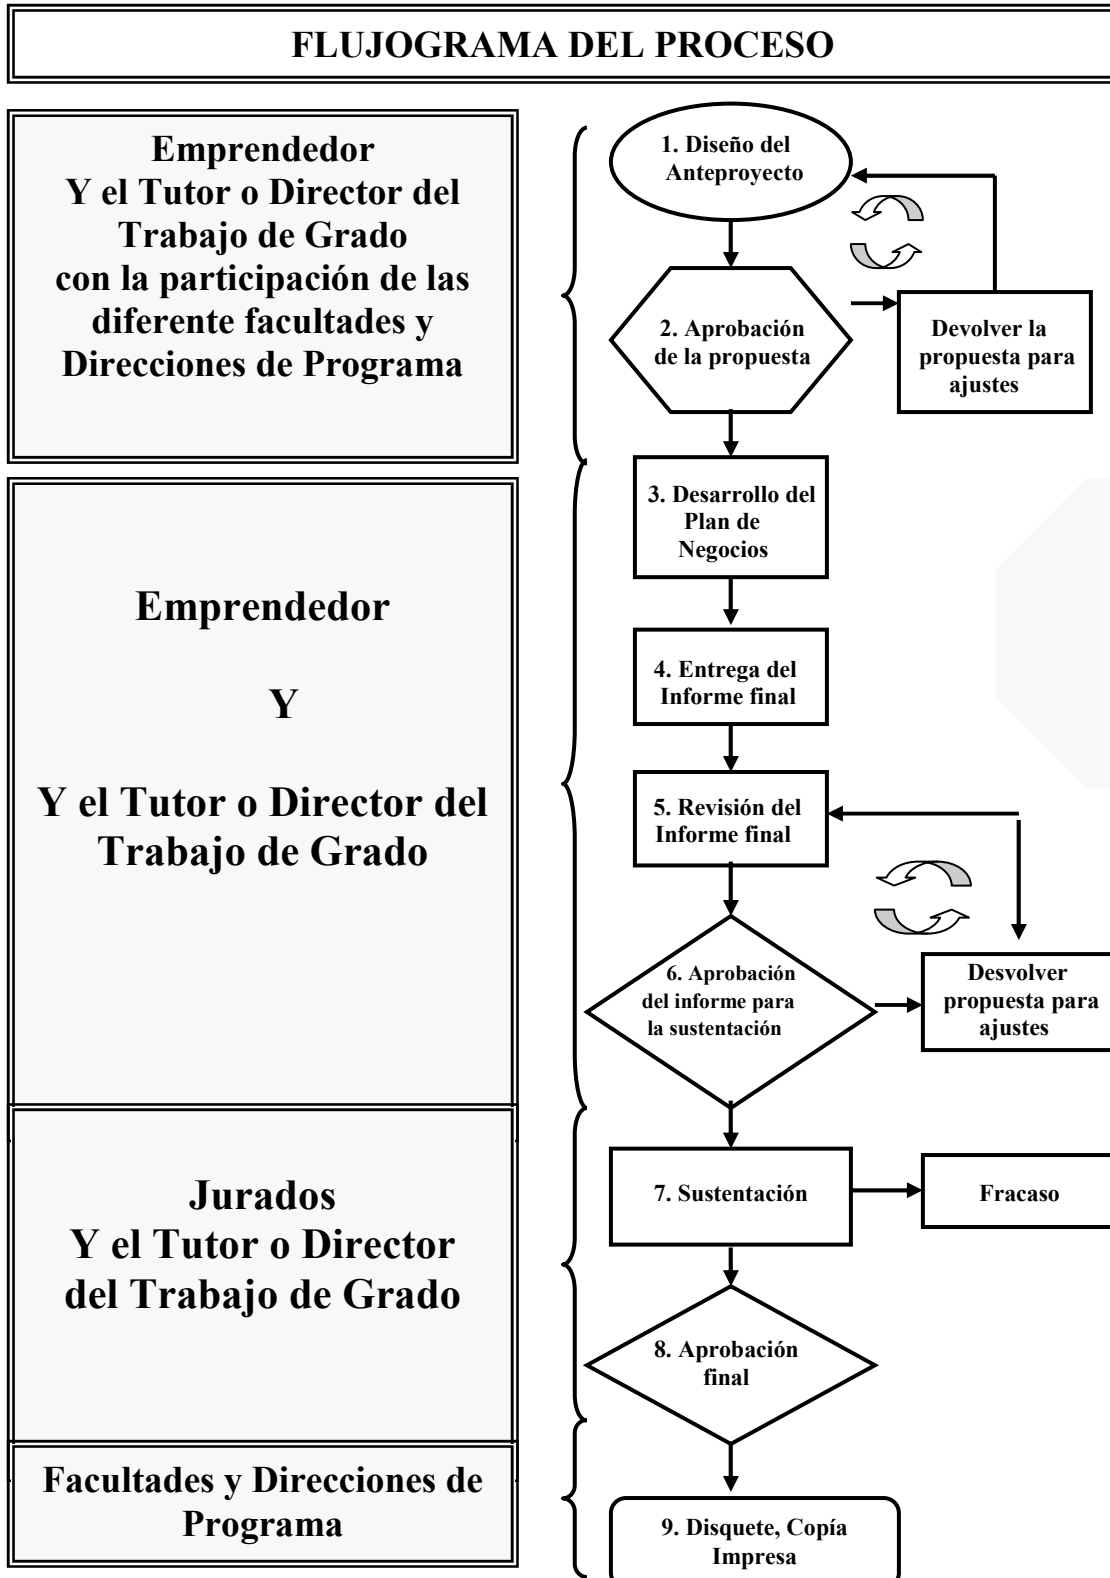 FLUJOGRAMA DEL PROCESO
Emprendedor
Y el Tutor o Director del
Trabajo de Grado
con la participación de las
diferente facultades y
Direcciones de Programa
1. Diseño del
Anteproyecto
2. Aprobación
de la propuesta
Devolver la
propuesta para
ajustes
Emprendedor
Y
Y el Tutor o Director del
Trabajo de Grado
3. Desarrollo del
Plan de
Negocios
4. Entrega del
Informe final
5. Revisión del
Informe final
6. Aprobación
del informe para
la sustentación
Desvolver
propuesta para
ajustes
Jurados
Y el Tutor o Director
del Trabajo de Grado
7. Sustentación
Fracaso
8. Aprobación
final
Facultades y Direcciones de
Programa
9. Disquete, Copía
Impresa